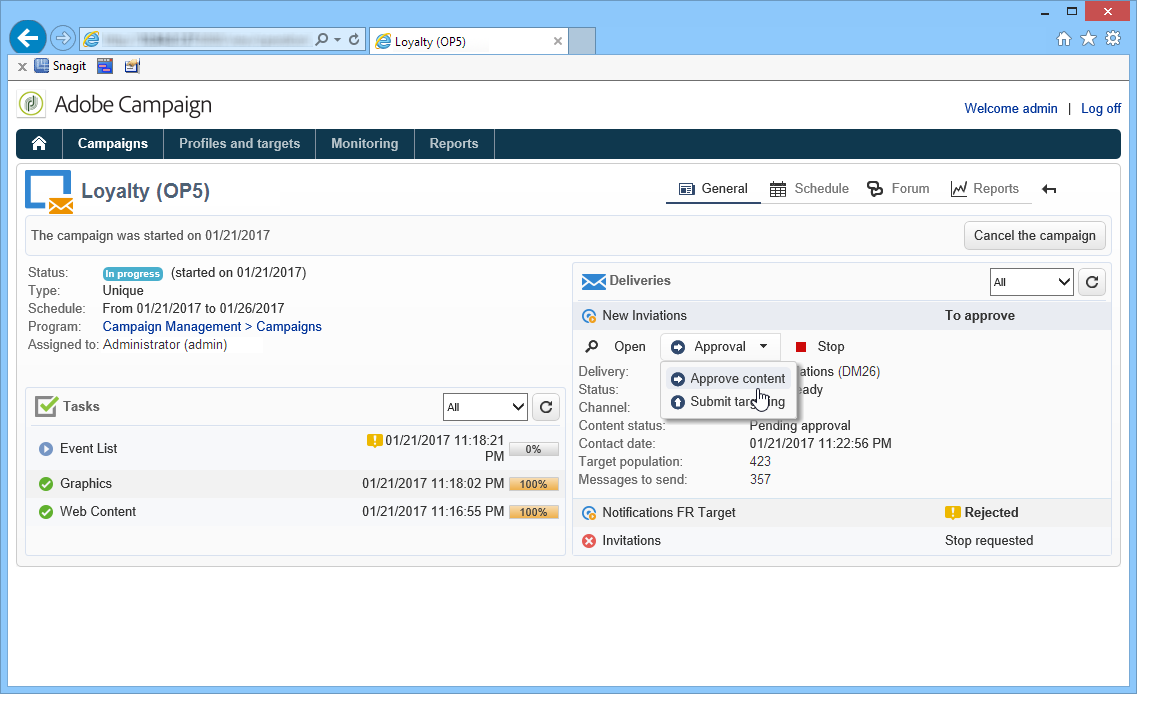 Loyalty (OP5)
Snagit
Adobe Campaign
Welcome admin | Log off
Campaigns Profiles and targets Monitoring Reports
Loyalty (OP5)
General Schedule Forum Reports
The campaign was started on 01/21/2017
Cancel the campaign
Status: In progress (started on 01/21/2017)
Type: Unique
Schedule: From 01/21/2017 to 01/26/2017
Program: Campaign Management > Campaigns
Assigned to: Administrator (admin)
Tasks All
Event List 01/21/2017 11:18:21 PM 0%
Graphics 01/21/2017 11:18:02 PM 100%
Web Content 01/21/2017 11:16:55 PM 100%
Deliveries All
New Inviations To approve
Open Approval Stop
Delivery: (DM26)
Approve content
Status:
Submit
Channel:
Content status: Pending approval
Contact date: 01/21/2017 11:22:56 PM
Target population: 423
Messages to send: 357
Notifications FR Target Rejected
Invitations Stop requested